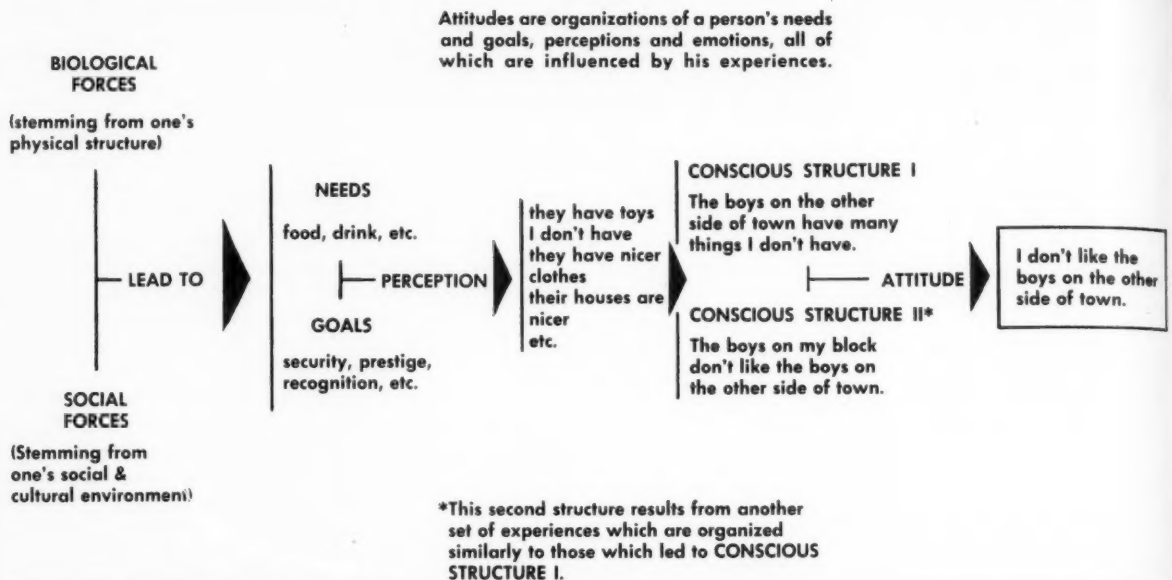 Attitudes are organizations of a person's needs
and goals, perceptions and emotions, all of
which are influenced by his experiences.
BIOLOGICAL
FORCES
(stemming from one's
physical structure)
LEAD TO
SOCIAL
FORCES
(Stemming from
one's social &
cultural environment)
NEEDS
food, drink, etc.
PERCEPTION
GOALS
security, prestige,
recognition, etc.
they have toys
I don't have
they have nicer
clothes
their houses are
nicer
etc.
CONSCIOUS STRUCTURE I
The boys on the other
side of town have many
things I don't have.
ATTITUDE
CONSCIOUS STRUCTURE II*
The boys on my block
don't like the boys on
the other side of town.
I don't like the
boys on the other
side of town.
*This second structure results from another
set of experiences which are organized
similarly to those which led to CONSCIOUS
STRUCTURE I.